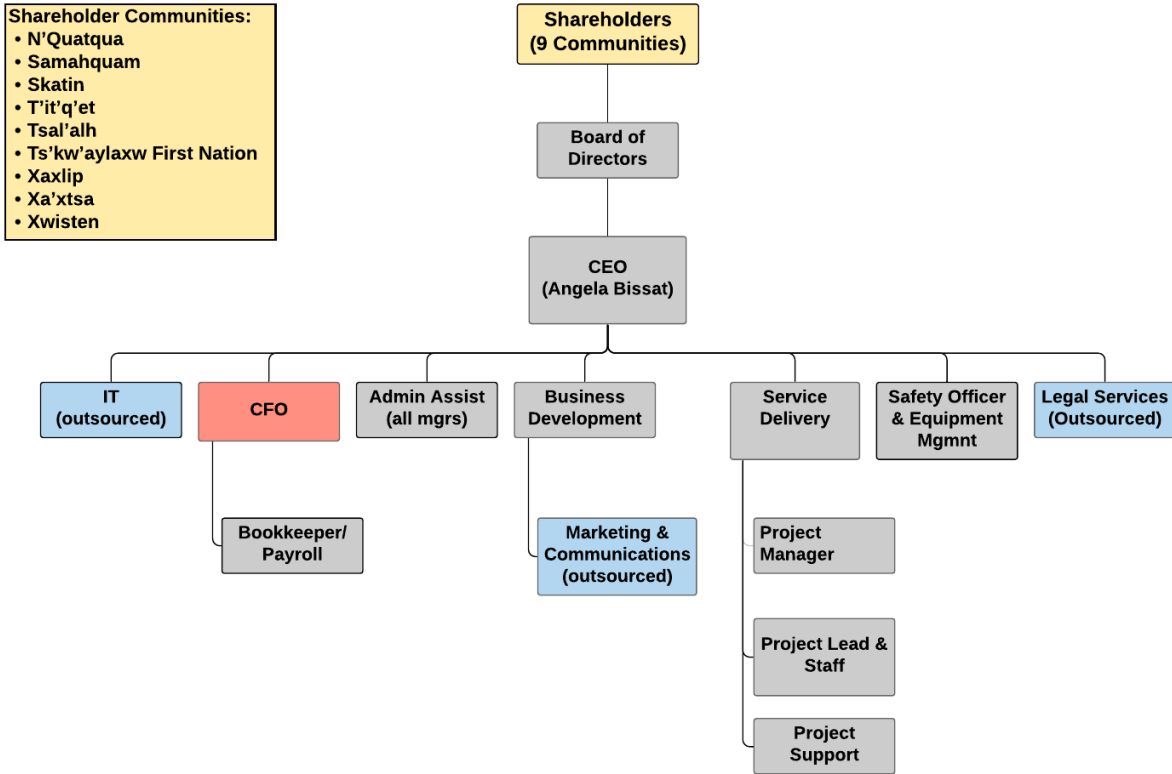 Shareholder Communities:
• N'Quatqua
• Samahquam
• Skatin
• T'it'q'et
• Tsal'alh
• Ts'kw'aylaxw First Nation
• Xaxlip
• Xa'xtsa
• Xwisten
Shareholders
(9 Communities)
Board of
Directors
CEO
(Angela Bissat)
IT
(outsourced)
CFO
Admin Assist
(all mgrs)
Business
Development
Service
Delivery
Safety Officer
& Equipment
Mgmnt
Legal Services
(Outsourced)
Bookkeeper/
Payroll
Marketing &
Communications
(outsourced)
Project
Manager
Project Lead &
Staff
Project
Support